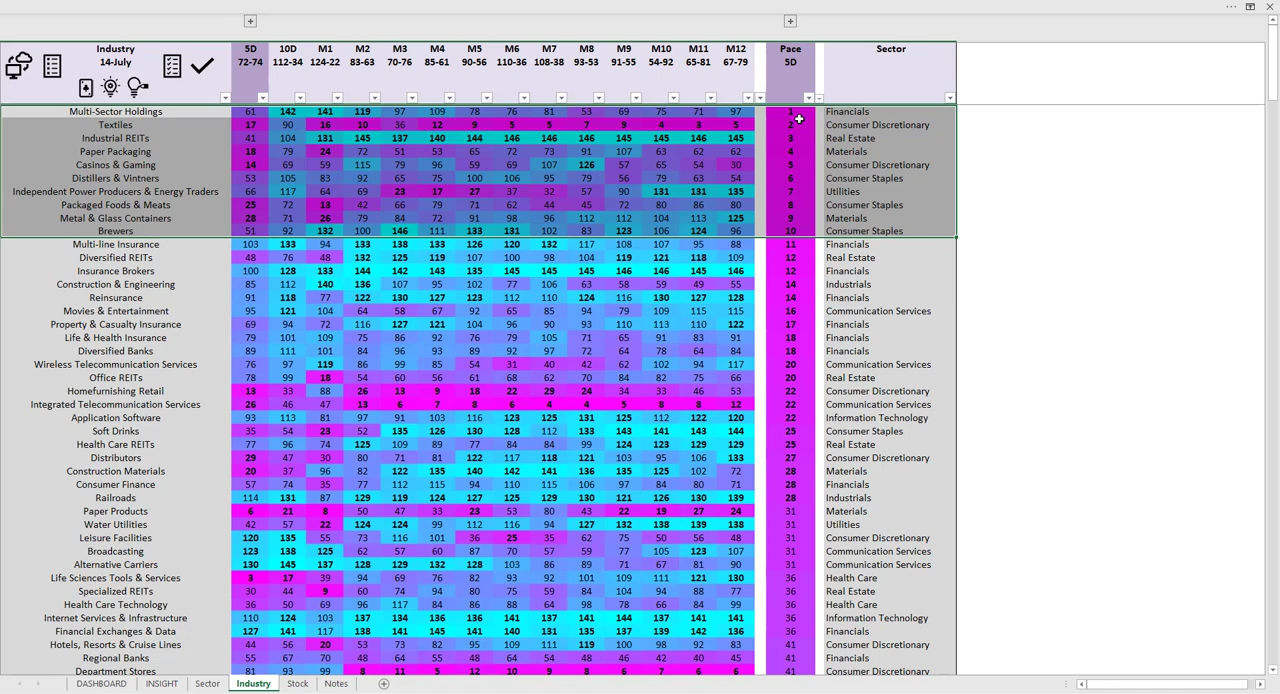 Industry 5D 10D M1 M2 M3 M4 M5 M6 M7 M8 M9 M10 M11 M12 Pace Sector
14-July 72-74 112-34 124-22 83-63 70-76 85-61 90-56 110-36 108-38 93-53 91-55 54-92 65-81 67-79 5D
Multi-Sector Holdings 61 142 141 119 97 109 78 76 81 53 69 75 71 97 1 Financials
Textiles 17 90 16 10 36 12 9 5 5 7 9 4 3 5 2 Consumer Discretionary
Industrial REITs 41 104 131 145 137 140 144 146 146 146 145 145 146 145 3 Real Estate
Paper Packaging 18 79 24 72 51 53 65 72 71 91 94 63 62 62 4 Materials
Casinos & Gaming 14 69 59 115 79 96 59 69 107 126 57 65 54 30 5 Consumer Discretionary
Distillers & Vintners 53 105 83 92 65 75 100 106 95 79 56 79 63 54 6 Consumer Staples
Independent Power Producers & Energy Traders 66 117 64 69 23 17 27 37 32 57 90 131 131 135 7 Utilities
Packaged Foods & Meats 25 72 13 42 66 79 71 62 44 45 72 80 86 80 8 Consumer Staples
Metal & Glass Containers 28 71 26 79 84 72 91 98 96 112 112 104 113 125 9 Materials
Brewers 51 92 132 100 146 111 133 131 102 83 123 106 124 96 10 Consumer Staples
Multi-line Insurance 103 133 94 133 138 133 126 120 132 117 108 107 95 88 11 Financials
Diversified REITs 48 76 48 132 125 119 107 100 98 104 119 121 118 109 12 Real Estate
Insurance Brokers 100 128 133 144 142 143 135 145 145 145 146 146 145 146 12 Financials
Construction & Engineering 85 112 140 136 107 95 102 77 106 63 58 59 49 55 14 Industrials
Reinsurance 91 118 77 122 130 127 123 112 110 124 116 130 127 128 14 Financials
Movies & Entertainment 95 121 104 64 58 67 92 65 85 94 79 109 115 115 16 Communication Services
Property & Casualty Insurance 69 94 72 116 127 121 104 96 90 93 110 113 110 122 17 Financials
Life & Health Insurance 79 101 109 75 86 92 76 79 105 71 65 91 83 91 18 Financials
Diversified Banks 89 111 101 84 96 93 89 92 97 72 64 78 64 84 18 Financials
Wireless Telecommunication Services 76 97 119 86 99 85 54 31 40 42 62 102 94 117 20 Communication Services
Office REITs 78 99 18 54 60 56 61 68 62 70 84 82 75 66 20 Real Estate
Homefurnishing Retail 13 33 88 26 13 9 18 22 29 24 34 33 46 53 22 Consumer Discretionary
Integrated Telecommunication Services 26 46 47 13 6 7 8 6 4 4 5 8 8 12 22 Communication Services
Application Software 93 113 81 97 91 103 116 123 125 131 125 112 122 120 22 Information Technology
Soft Drinks 35 54 23 52 135 126 130 128 112 133 143 141 143 144 25 Consumer Staples
Health Care REITs 77 96 74 125 109 89 77 84 84 99 124 123 129 129 25 Real Estate
Distributors 29 47 30 80 71 81 122 117 118 121 103 95 106 133 27 Consumer Discretionary
Construction Materials 20 37 96 82 122 135 140 142 141 136 135 125 102 72 28 Materials
Consumer Finance 57 74 35 77 112 115 94 110 115 106 97 84 80 71 28 Financials
Railroads 114 131 87 129 119 124 127 125 129 130 121 126 130 139 28 Industrials
Paper Products 6 21 8 50 47 33 23 53 80 43 22 19 27 24 31 Materials
Water Utilities 42 57 22 124 124 99 112 116 94 127 132 138 139 138 31 Utilities
Leisure Facilities 120 135 55 73 116 101 36 25 35 62 75 50 56 48 31 Consumer Discretionary
Broadcasting 123 138 125 62 57 60 87 70 57 59 77 105 123 107 31 Communication Services
Alternative Carriers 130 145 137 128 129 132 128 103 86 89 71 67 81 90 31 Communication Services
Life Sciences Tools & Services 3 17 39 94 69 76 82 93 92 101 109 111 121 130 36 Health Care
Specialized REITs 30 44 9 60 74 94 80 75 59 84 104 94 88 77 36 Real Estate
Health Care Technology 36 50 69 96 117 84 86 88 64 98 78 66 84 99 36 Health Care
Internet Services & Infrastructure 110 124 103 137 134 136 136 141 137 141 144 137 141 141 36 Information Technology
Financial Exchanges & Data 127 141 117 138 141 145 141 140 131 135 137 139 142 136 36 Financials
Hotels, Resorts & Cruise Lines 44 56 20 53 73 82 95 109 111 119 100 98 92 83 41 Consumer Discretionary
Regional Banks 55 67 70 48 64 55 48 64 54 48 46 42 40 45 41 Financials
Department Stores 81 93 99 8 11 5 12 10 9 8 6 7 6 6 41 Consumer Discretionary
DASHBOARD INSIGHT Sector Industry Stock Notes